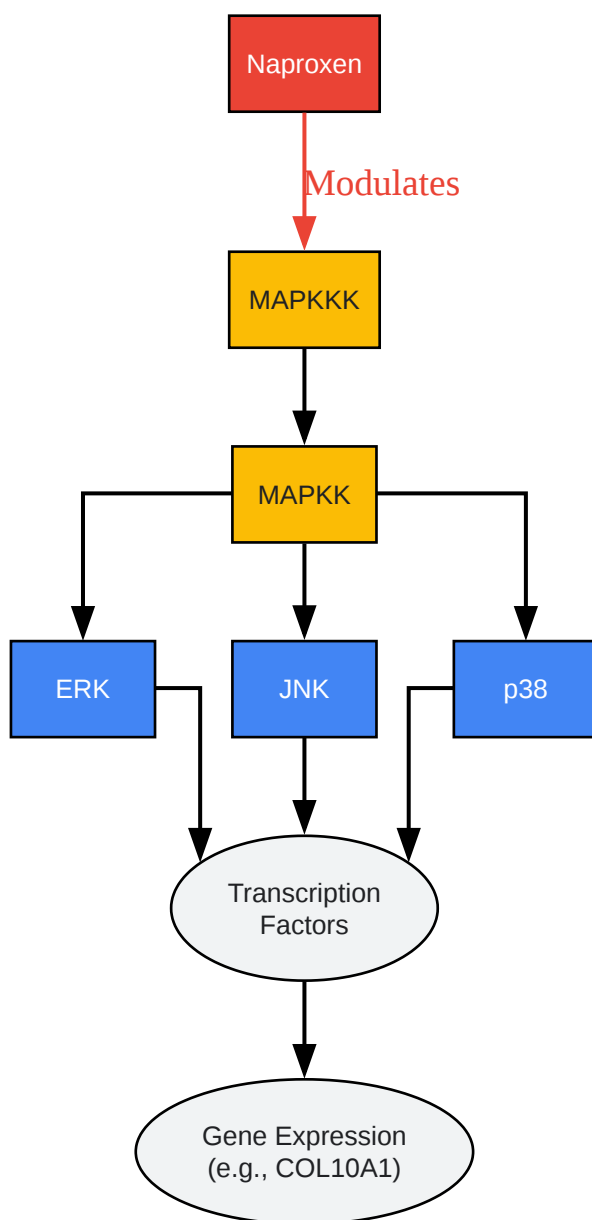 Naproxen
Modulates
MAPKKK
MAPKK
ERK
JNK
p38
Transcription
Factors
Gene Expression
(e.g., COL10A1)